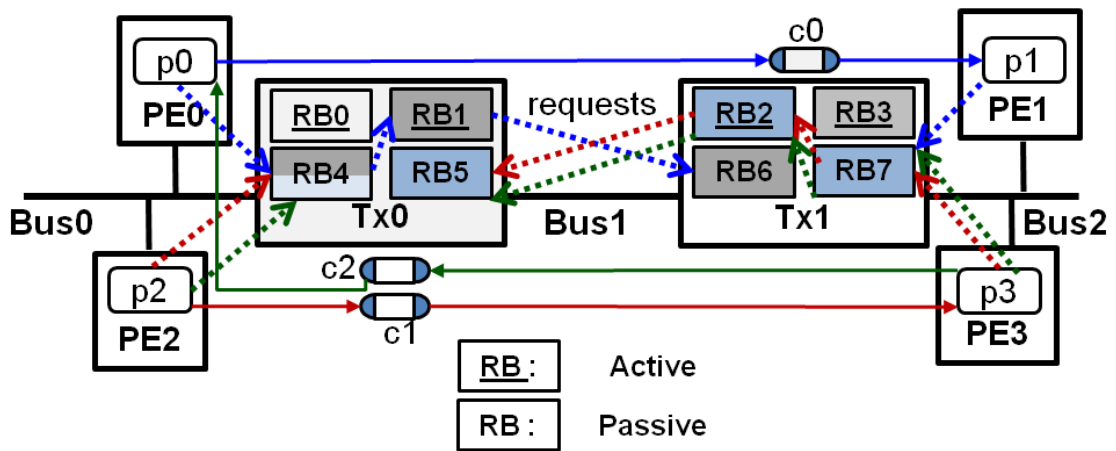 c0
p0
p1
PE0
PE1
RB0
RB1
requests
RB2
RB3
RB4
RB5
RB6
RB7
Tx0
Tx1
Bus0
Bus1
Bus2
c2
p2
p3
c1
PE2
PE3
RB :
Active
RB :
Passive